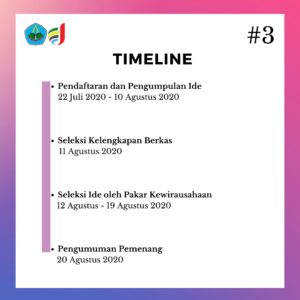 #3
TIMELINE
Pendaftaran dan Pengumpulan Ide
22 Juli 2020 - 10 Agustus 2020
Seleksi Kelengkapan Berkas
11 Agustus 2020
Seleksi Ide oleh Pakar Kewirausahaan
12 Agustus - 19 Agustus 2020
Pengumuman Pemenang
20 Agustus 2020